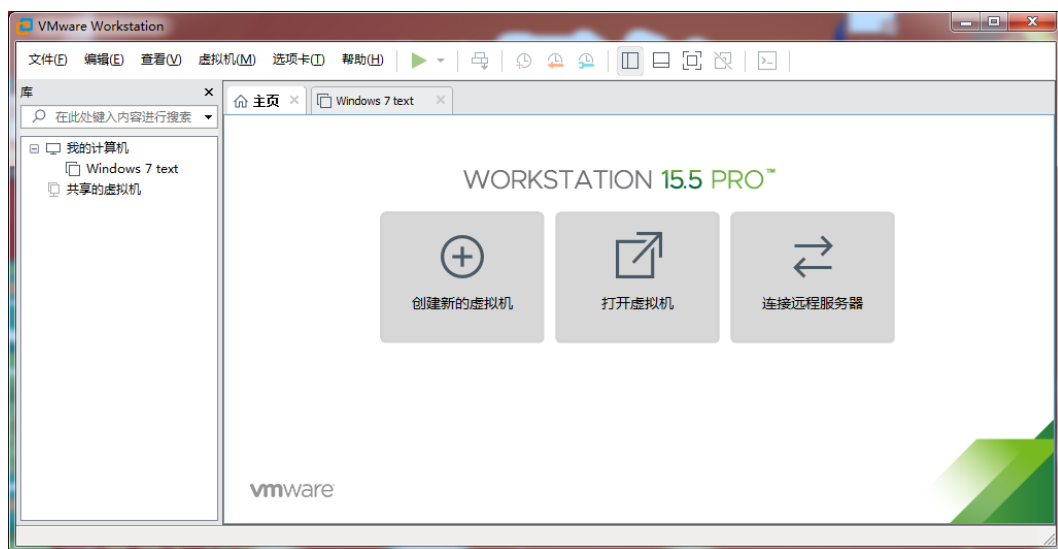 VMware Workstation
文件(F) 编辑(E) 查看(V) 虚拟机(M) 选项卡(T) 帮助(H)
库
在此处键入内容进行搜索
我的计算机
Windows 7 text
共享的虚拟机
主页
Windows 7 text
WORKSTATION 15.5 PRO™
创建新的虚拟机
打开虚拟机
连接远程服务器
vmware